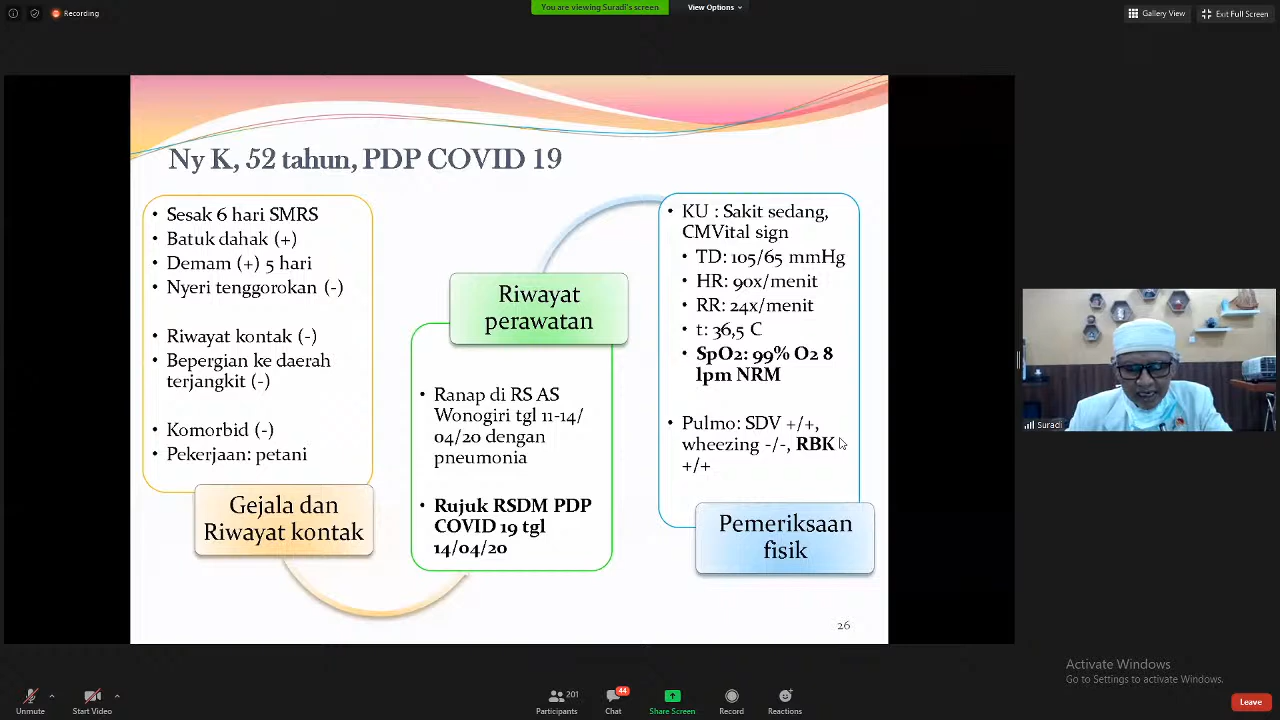 Recording
You are viewing Suradi's screen
View Options
Gallery View
Exit Full Screen
Ny K, 52 tahun, PDP COVID 19
• Sesak 6 hari SMRS
• Batuk dahak (+)
• Demam (+) 5 hari
• Nyeri tenggorokan (-)
• Riwayat kontak (-)
• Bepergian ke daerah
terjangkit (-)
• Komorbid (-)
• Pekerjaan: petani
Gejala dan
Riwayat kontak
Riwayat
perawatan
• Ranap di RS AS
Wonogiri tgl 11-14/
04/20 dengan
pneumonia
• Rujuk RSDM PDP
COVID 19 tgl
14/04/20
• KU : Sakit sedang,
CMVital sign
• TD: 105/65 mmHg
• HR: 90x/menit
• RR: 24x/menit
• t: 36,5 C
• SpO2: 99% O2 8
lpm NRM
• Pulmo: SDV +/+,
wheezing -/-, RBK
+/+
Pemeriksaan
fisik
26
Suradi
Activate Windows
Go to Settings to activate Windows.
Unmute
Start Video
201
Participants
44
Chat
Share Screen
Record
Reactions
Leave